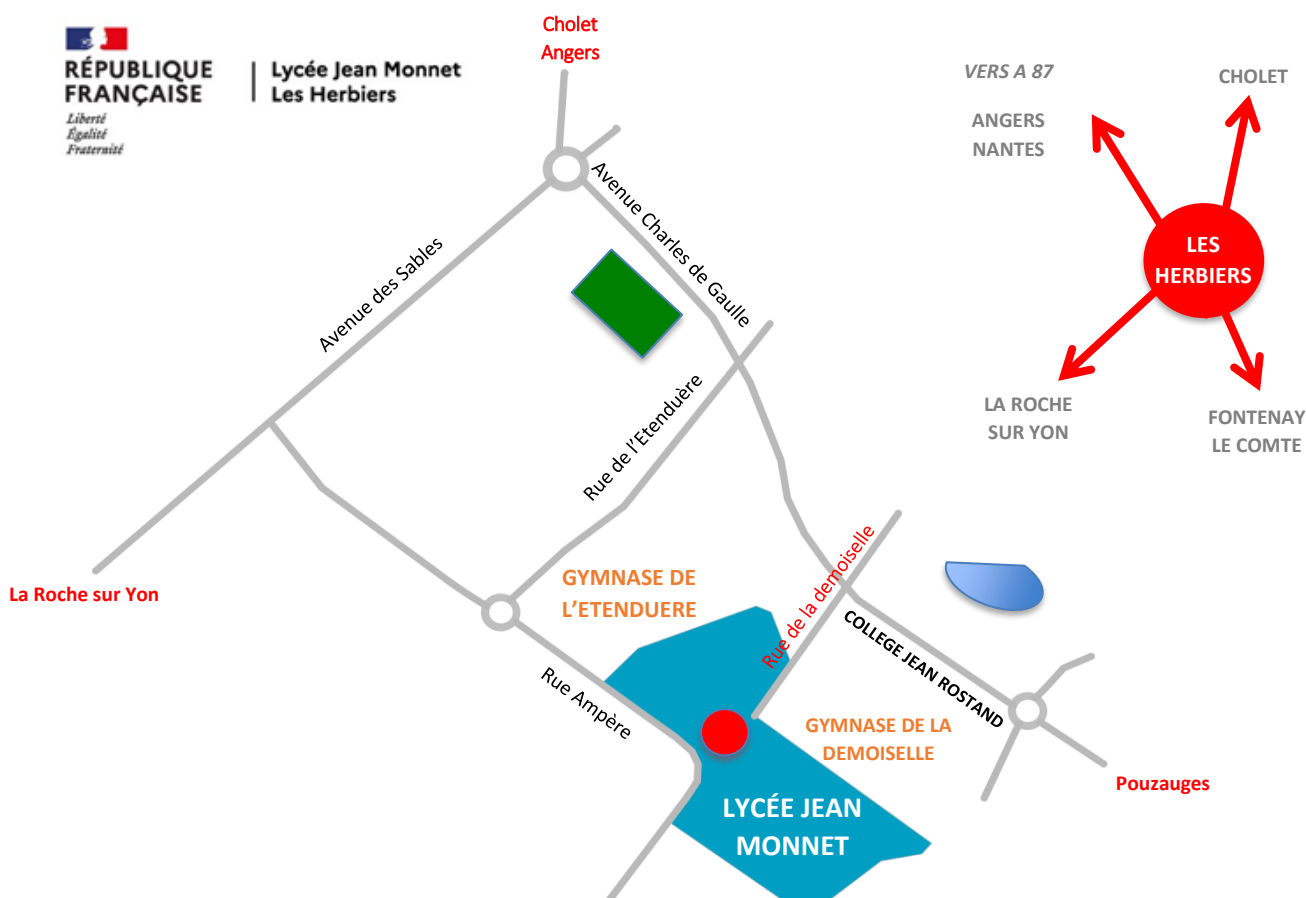 RÉPUBLIQUE
FRANÇAISE
Liberté
Égalité
Fraternité
Lycée Jean Monnet
Les Herbiers
Cholet
Angers
VERS A 87
ANGERS
NANTES
CHOLET
LES
HERBIERS
LA ROCHE
SUR YON
FONTENAY
LE COMTE
Avenue des Sables
Avenue Charles de Gaulle
Rue de l'Etenduère
La Roche sur Yon
GYMNASE DE
L'ETENDUERE
Rue de la demoiselle
COLLEGE JEAN ROSTAND
Rue Ampère
GYMNASE DE LA
DEMOISELLE
Pouzauges
LYCÉE JEAN
MONNET